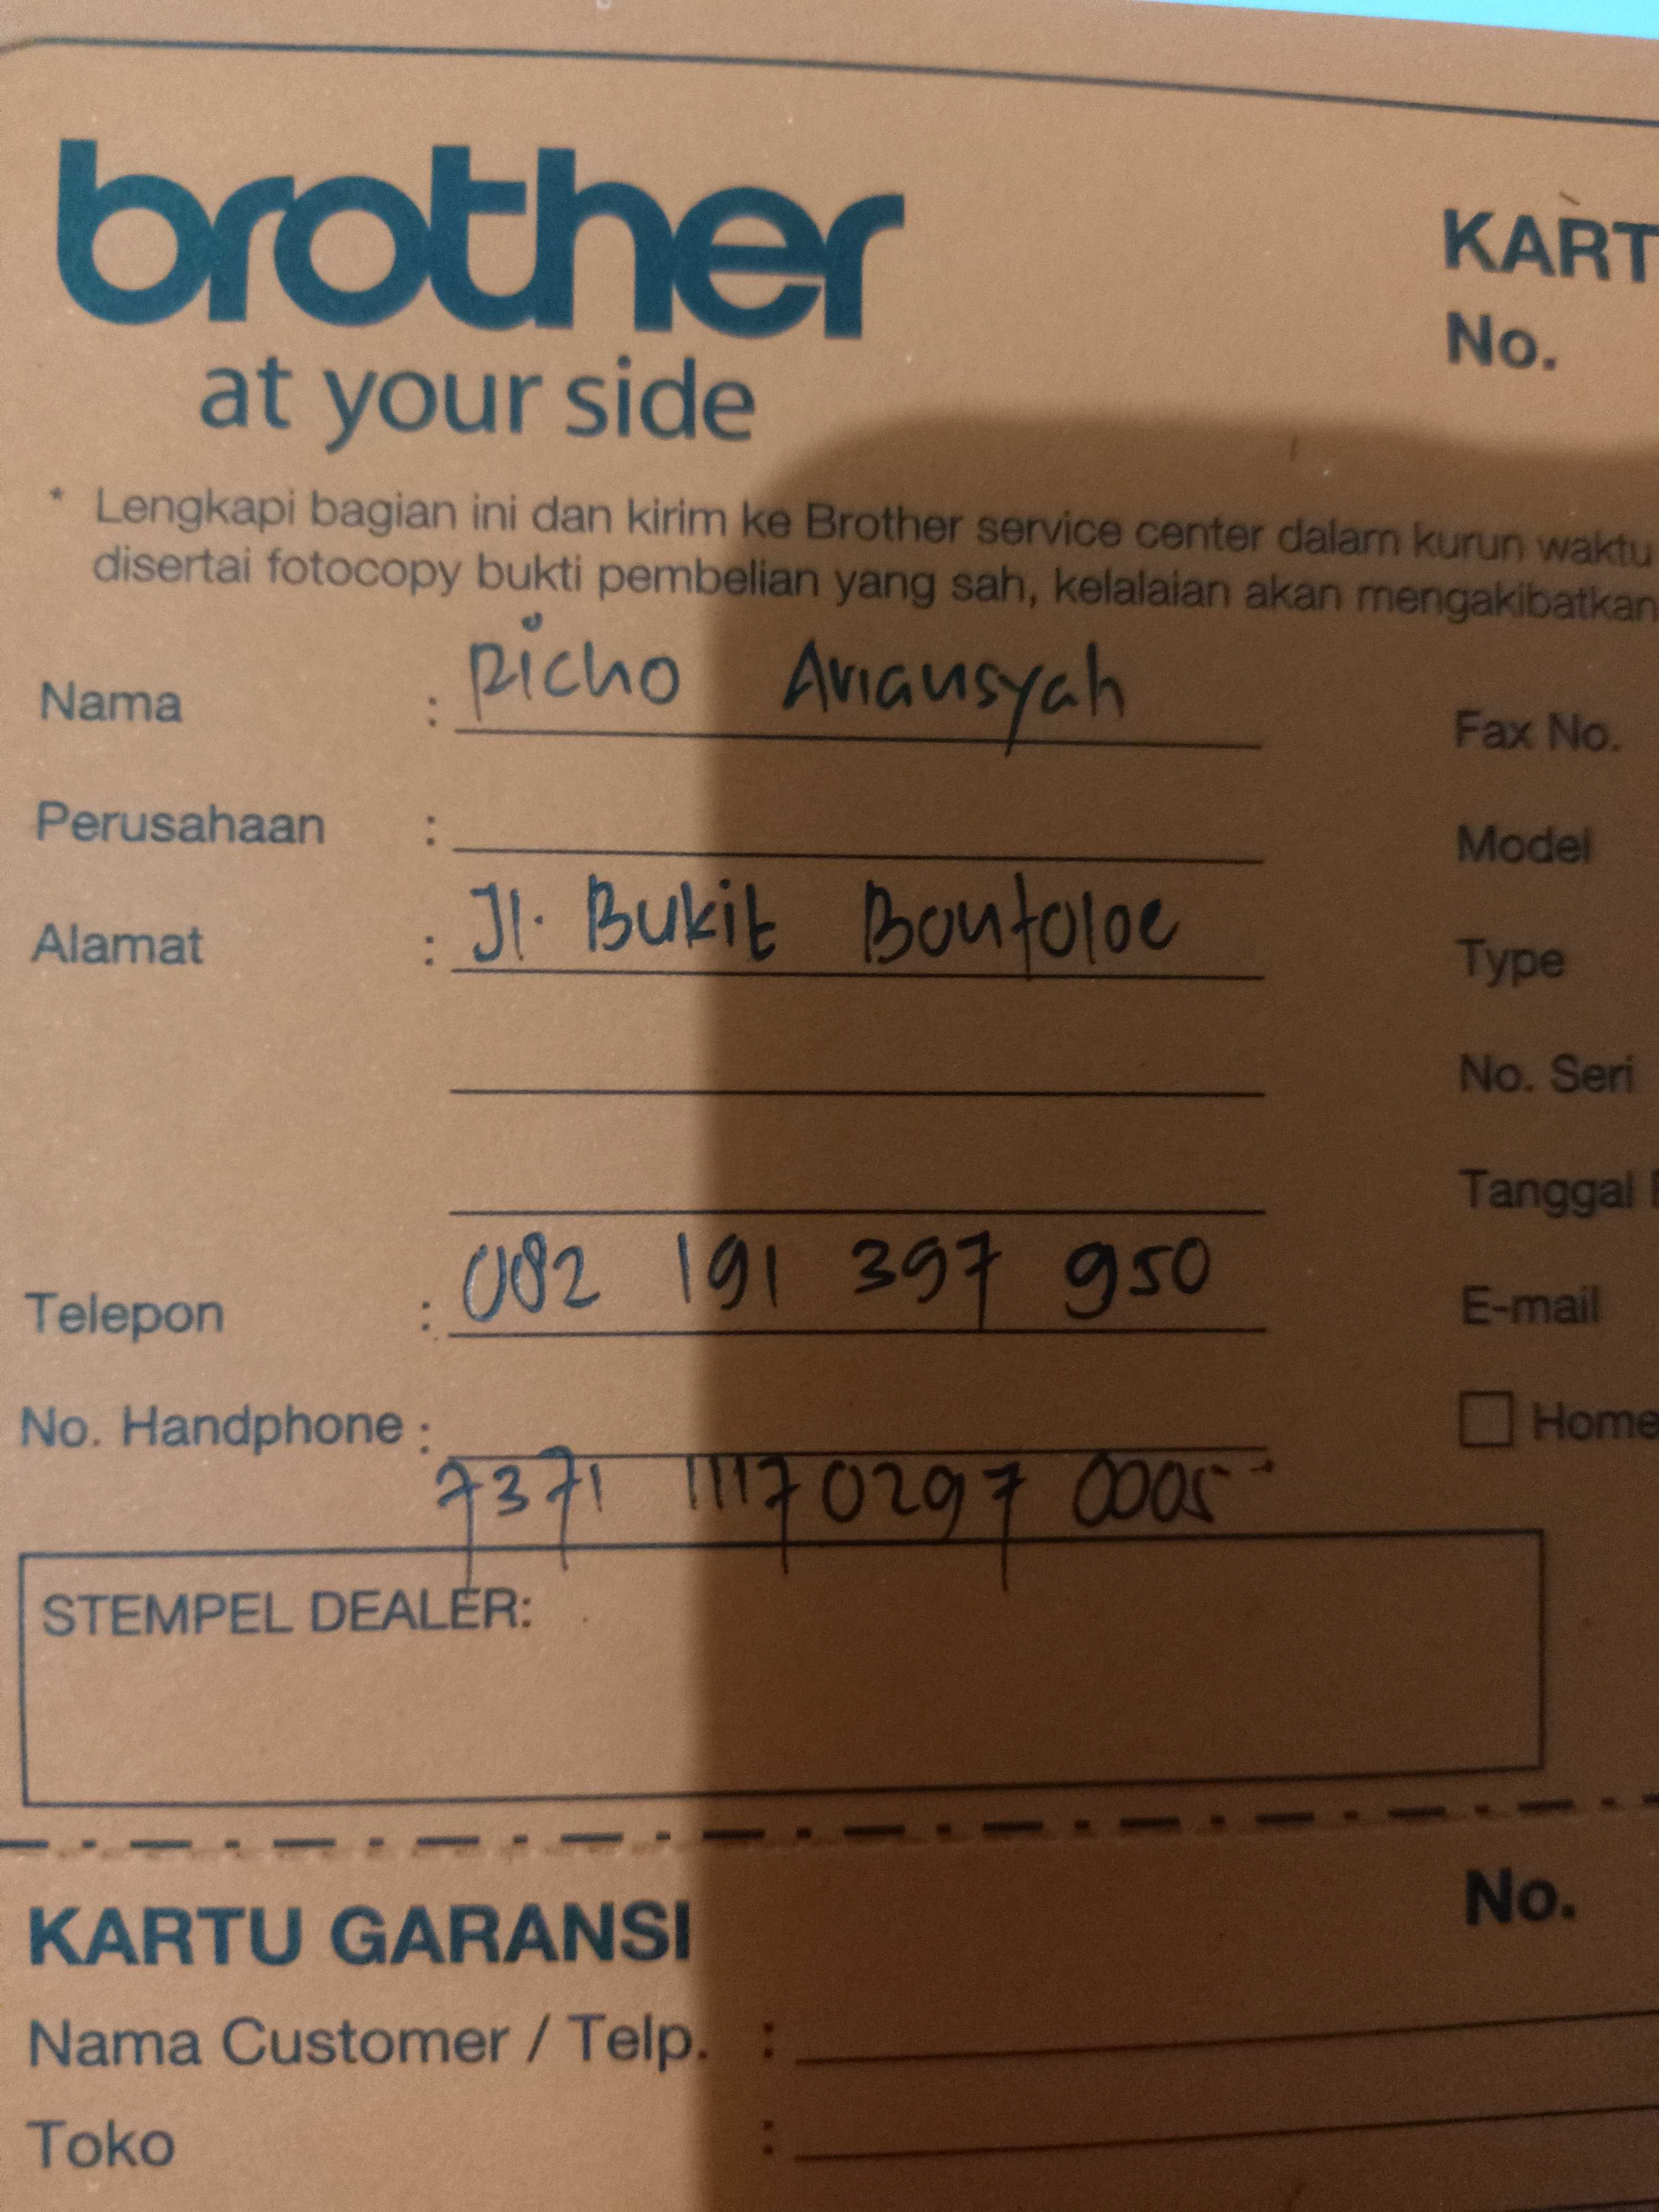 brother
at your side
KART
No.
* Lengkapi bagian ini dan kirim ke Brother service center dalam kurun waktu
disertai fotocopy bukti pembelian yang sah, kelalaian akan mengakibatkan
Nama : Richo Ariansyah
Fax No.
Perusahaan :
Model
Alamat : Jl. Bukit Bontoloe
Type
No. Seri
Tanggal
Telepon : 082 191 397 950
E-mail
No. Handphone :
Home
7371 1117 0297 0005
STEMPEL DEALER:
KARTU GARANSI
No.
Nama Customer / Telp. :
Toko :